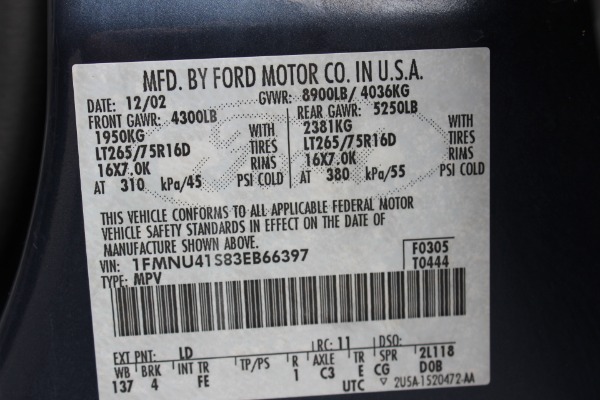 MFD. BY FORD MOTOR CO. IN U.S.A.
DATE: 12/02 GVWR: 8900LB/ 4036KG
FRONT GAWR: 4300LB REAR GAWR: 5250LB
1950KG WITH 2381KG WITH
LT265/75R16D TIRES LT265/75R16D TIRES
16X7.0K RINS 16X7.0K RINS
AT 310 kPa/45 PSI COLD AT 380 kPa/55 PSI COLD
THIS VEHICLE CONFORMS TO ALL APPLICABLE FEDERAL MOTOR
VEHICLE SAFETY STANDARDS IN EFFECT ON THE DATE OF
MANUFACTURE SHOWN ABOVE.
VIN: 1FMNU41S83EB66397 F0305
TYPE: MPV T0444
EXT PNT: LD RC: 11 DSO:
WB BRK INT TR TP/PS R AXLE TR SPR 2L118
137 4 FE 1 C3 E CG DOB
UTC ▽ 2U5A-1520472-AA